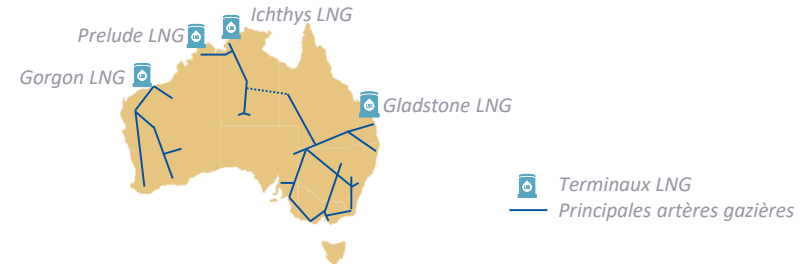 Ichthys LNG
Prelude LNG
Gorgon LNG
Gladstone LNG
Terminaux LNG
Principales artères gazières